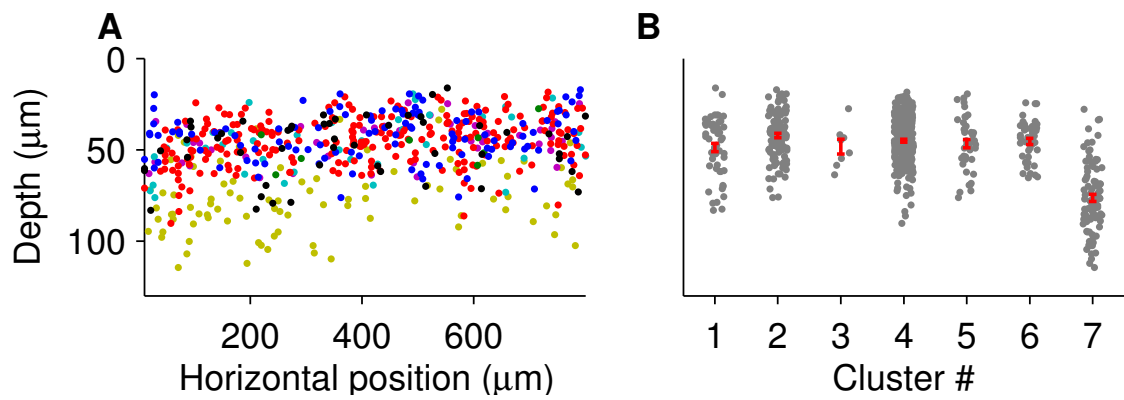 A
B
0
50
100
Depth (μm)
200 400 600
Horizontal position (μm)
1 2 3 4 5 6 7
Cluster #